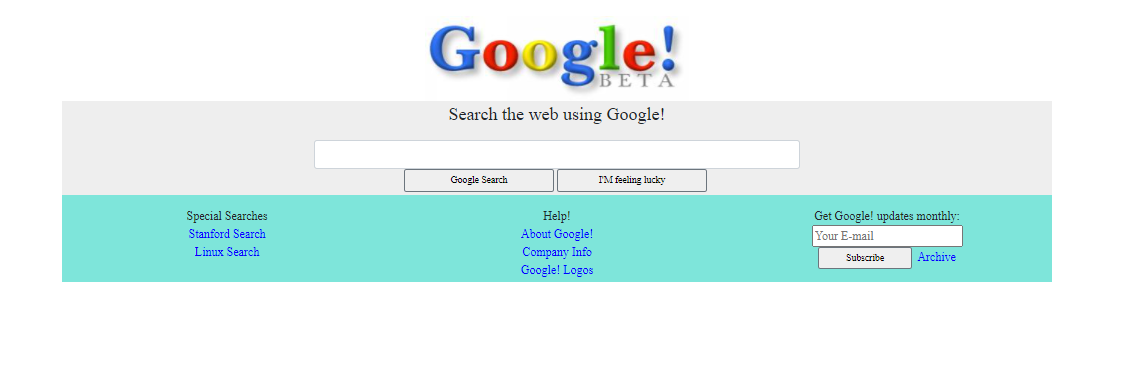 Google!
BETA
Search the web using Google!
Google Search
I'M feeling lucky
Special Searches
Stanford Search
Linux Search
Help!
About Google!
Company Info
Google! Logos
Get Google! updates monthly:
Your E-mail
Subscribe Archive